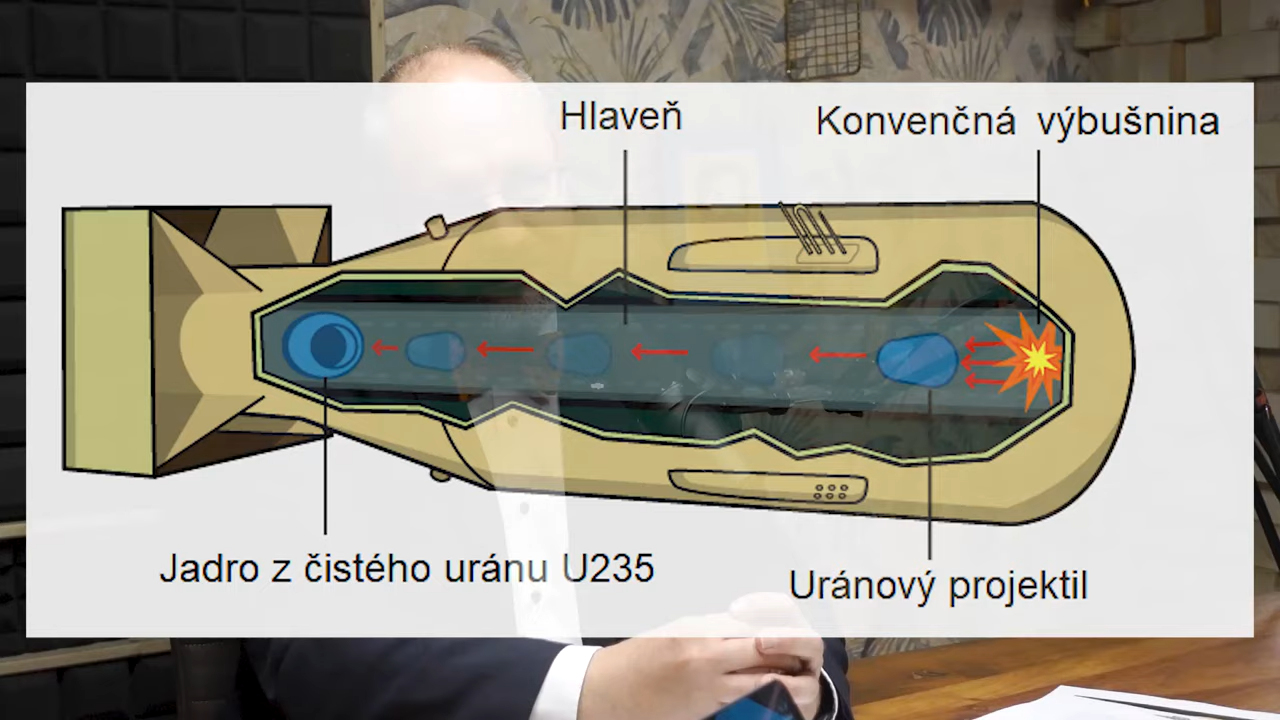 Hlaveň
Konvenčná výbušnina
Jadro z čistého uránu U235
Uránový projektil